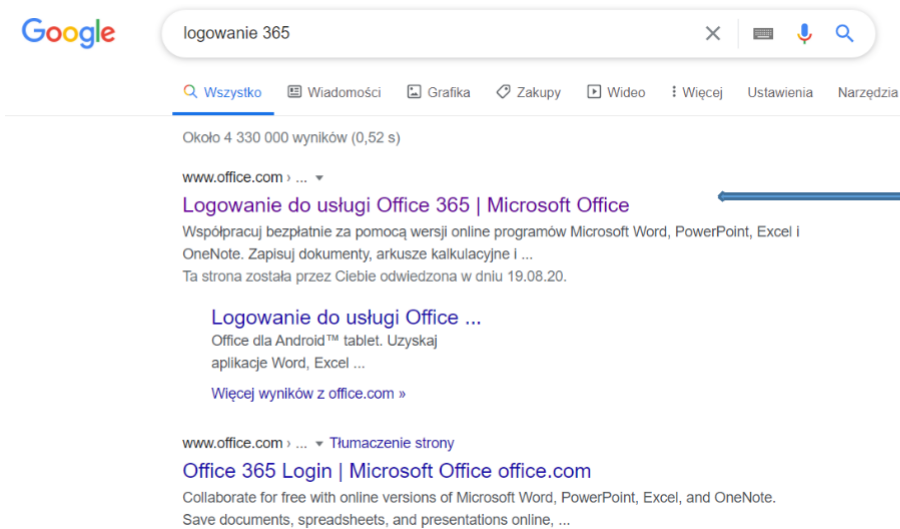 Google
logowanie 365
Wszystko Wiadomości Grafika Zakupy Wideo Więcej Ustawienia Narzędzia
Około 4 330 000 wyników (0,52 s)
www.office.com › ...
Logowanie do usługi Office 365 | Microsoft Office
Współpracuj bezpłatnie za pomocą wersji online programów Microsoft Word, PowerPoint, Excel i
OneNote. Zapisuj dokumenty, arkusze kalkulacyjne i ...
Ta strona została przez Ciebie odwiedzona w dniu 19.08.20.
Logowanie do usługi Office ...
Office dla Android™ tablet. Uzyskaj
aplikacje Word, Excel ...
Więcej wyników z office.com »
www.office.com › ... Tłumaczenie strony
Office 365 Login | Microsoft Office office.com
Collaborate for free with online versions of Microsoft Word, PowerPoint, Excel, and OneNote.
Save documents, spreadsheets, and presentations online, ...